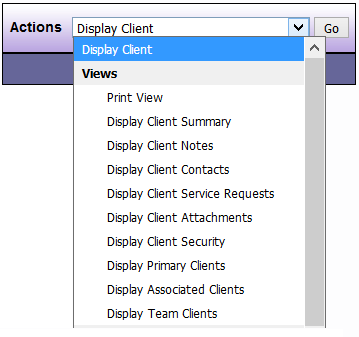 Actions Display Client Go
Display Client
Views
Print View
Display Client Summary
Display Client Notes
Display Client Contacts
Display Client Service Requests
Display Client Attachments
Display Client Security
Display Primary Clients
Display Associated Clients
Display Team Clients